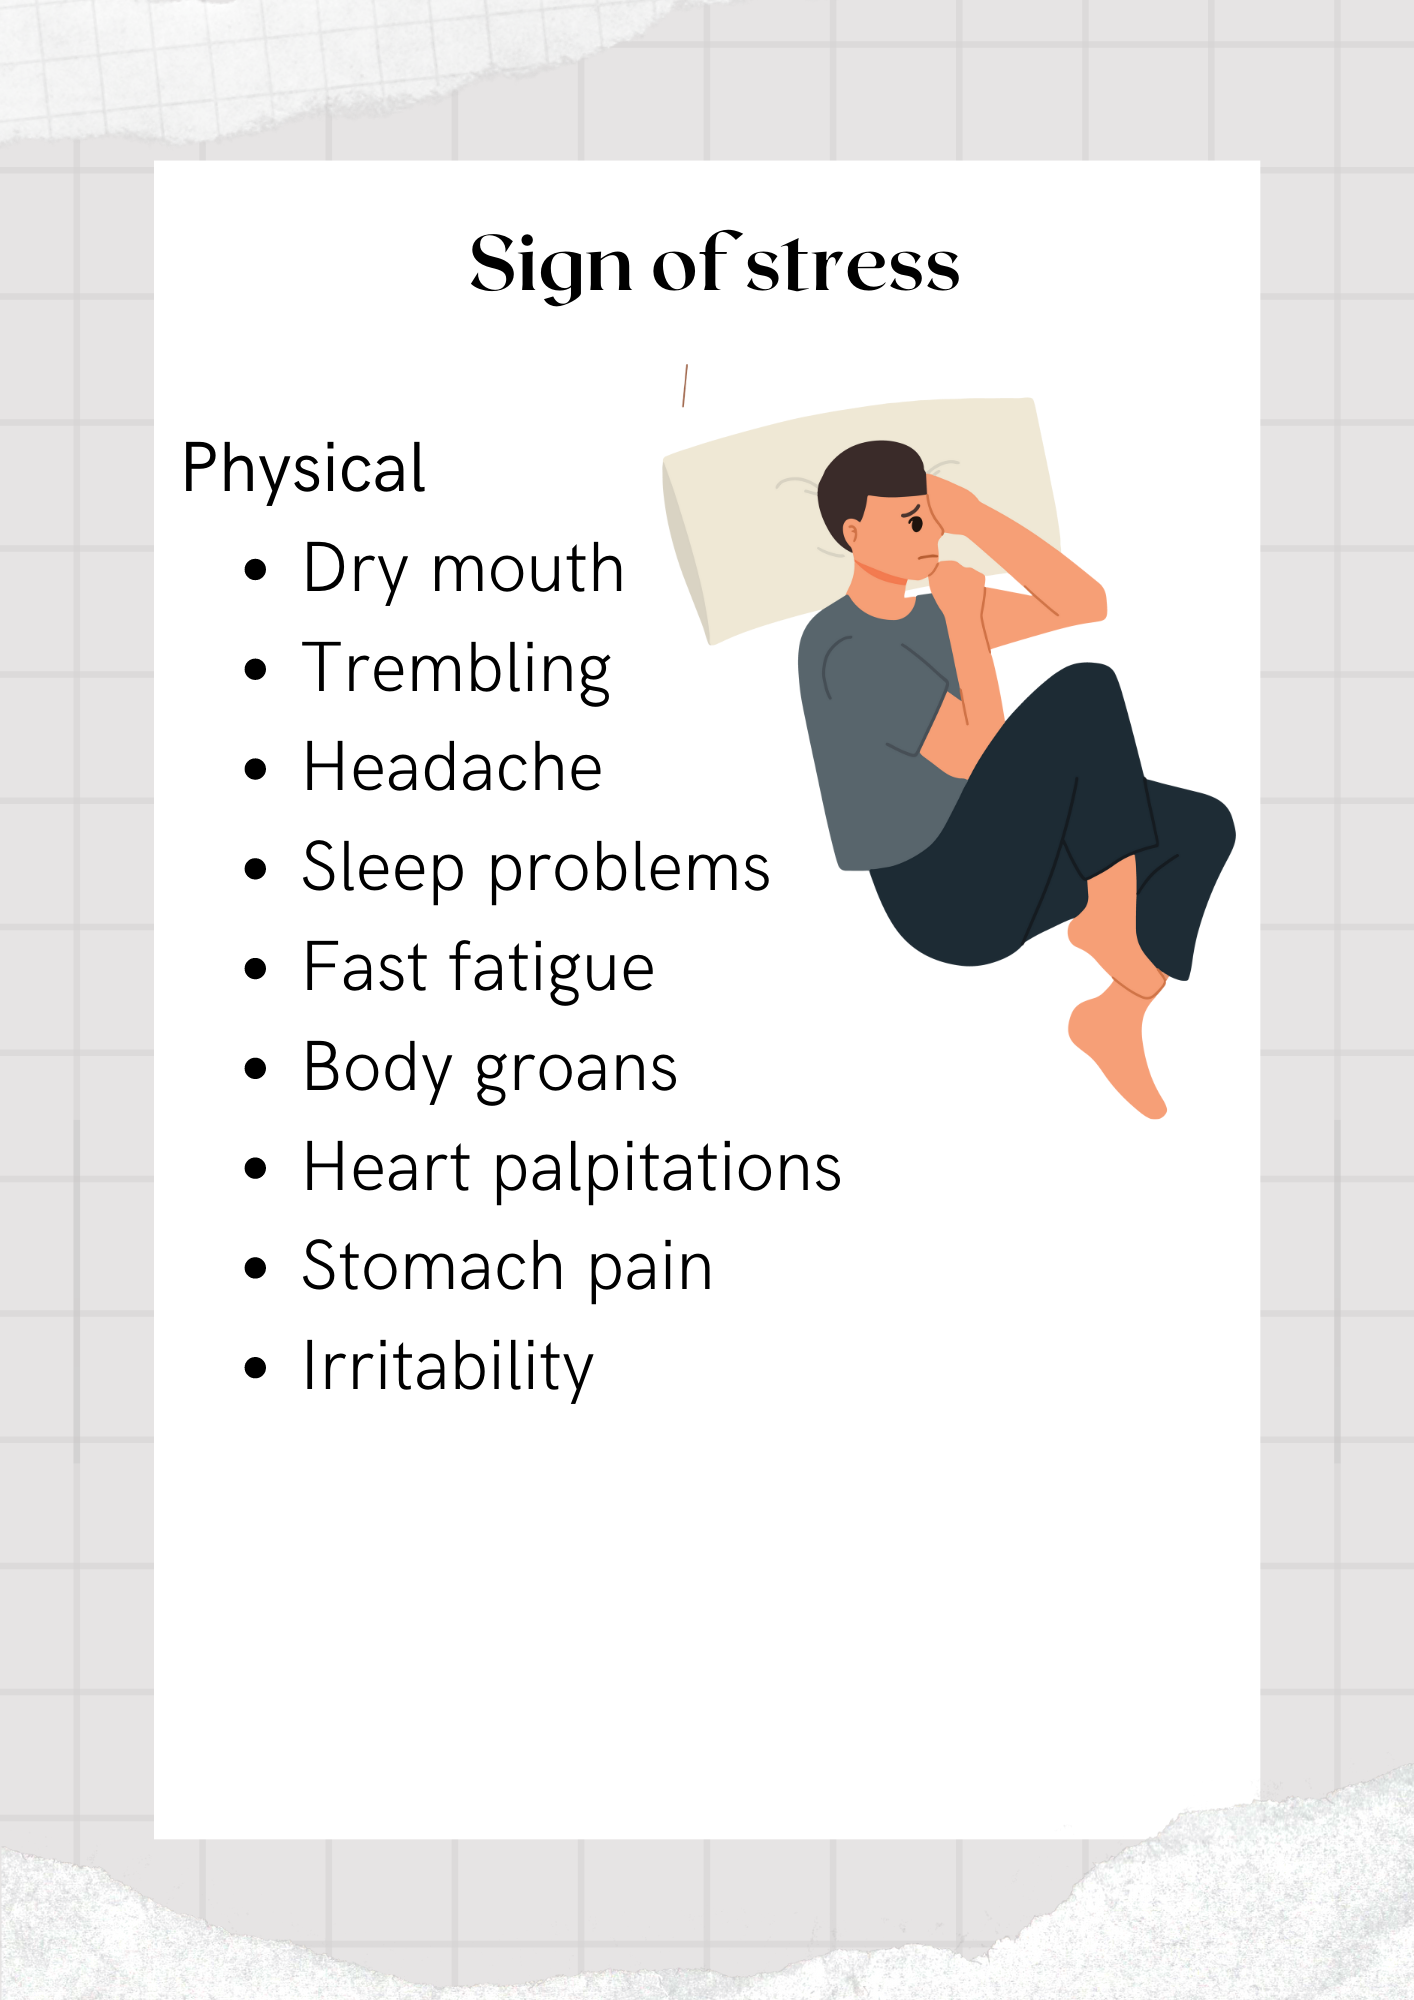 Sign of stress
Physical
• Dry mouth
• Trembling
• Headache
• Sleep problems
• Fast fatigue
• Body groans
• Heart palpitations
• Stomach pain
• Irritability